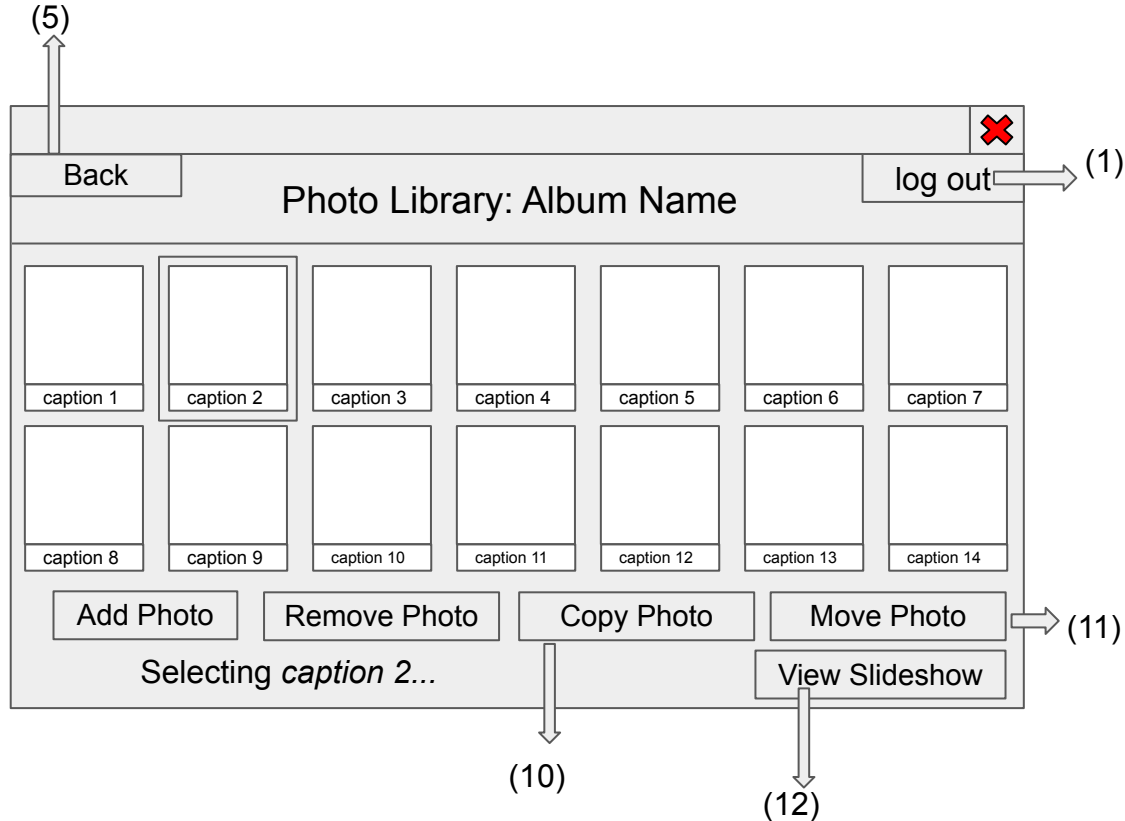 (5)
Back
log out
(1)
Photo Library: Album Name
caption 1
caption 2
caption 3
caption 4
caption 5
caption 6
caption 7
caption 8
caption 9
caption 10
caption 11
caption 12
caption 13
caption 14
Add Photo
Remove Photo
Copy Photo
Move Photo
(11)
Selecting caption 2...
View Slideshow
(10)
(12)